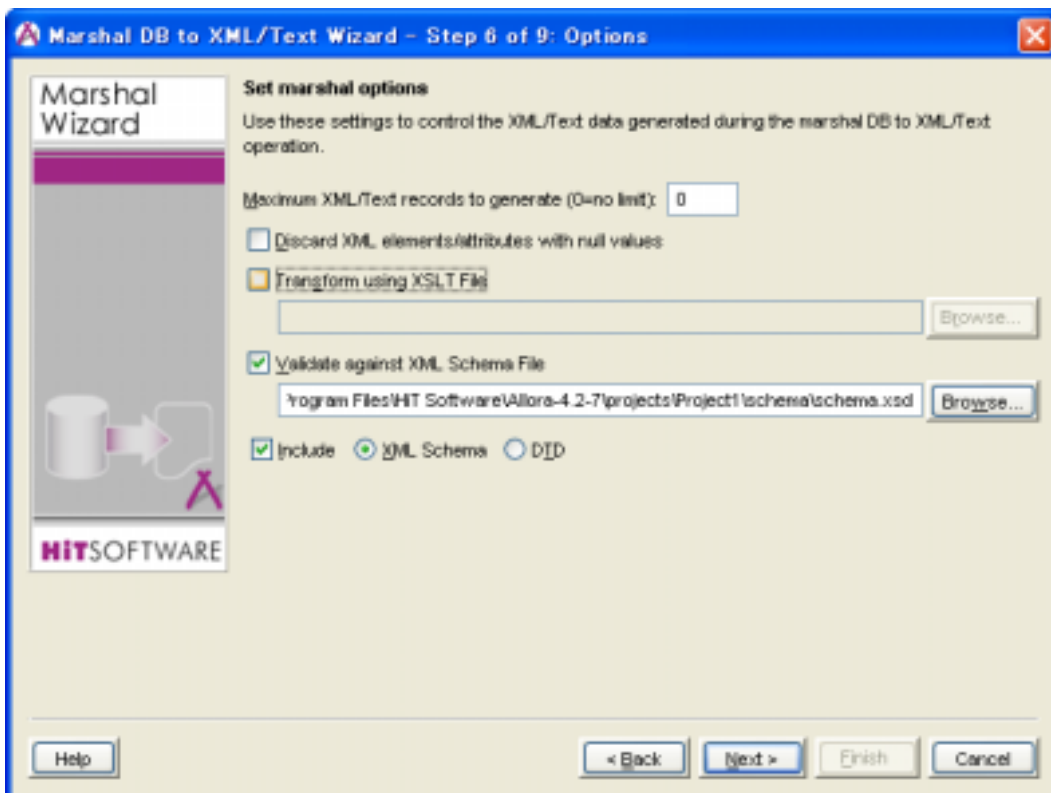 Marshal DB to XML/Text Wizard - Step 6 of 9: Options
Marshal
Wizard
Set marshal options
Use these settings to control the XML/Text data generated during the marshal DB to XML/Text
operation.
Maximum XML/Text records to generate (0=no limit): 0
Discard XML elements/attributes with null values
Transform using XSLT File
Browse...
Validate against XML Schema File
Program Files\HiT Software\Allora-4.2-7\projects\Project1\schema\schema.xsd Browse...
Include XML Schema DTD
HiTSOFTWARE
Help < Back Next > Finish Cancel